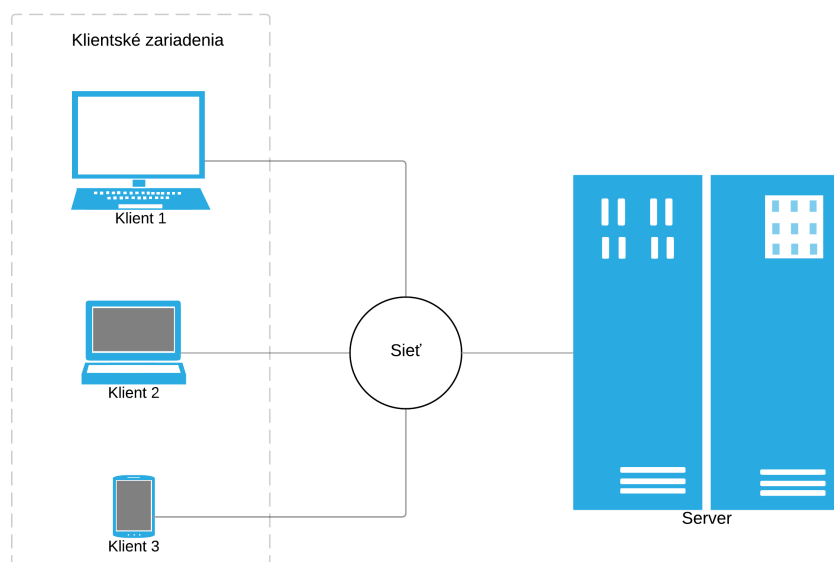 Klientské zariadenia
Klient 1
Klient 2
Klient 3
Sieť
Server